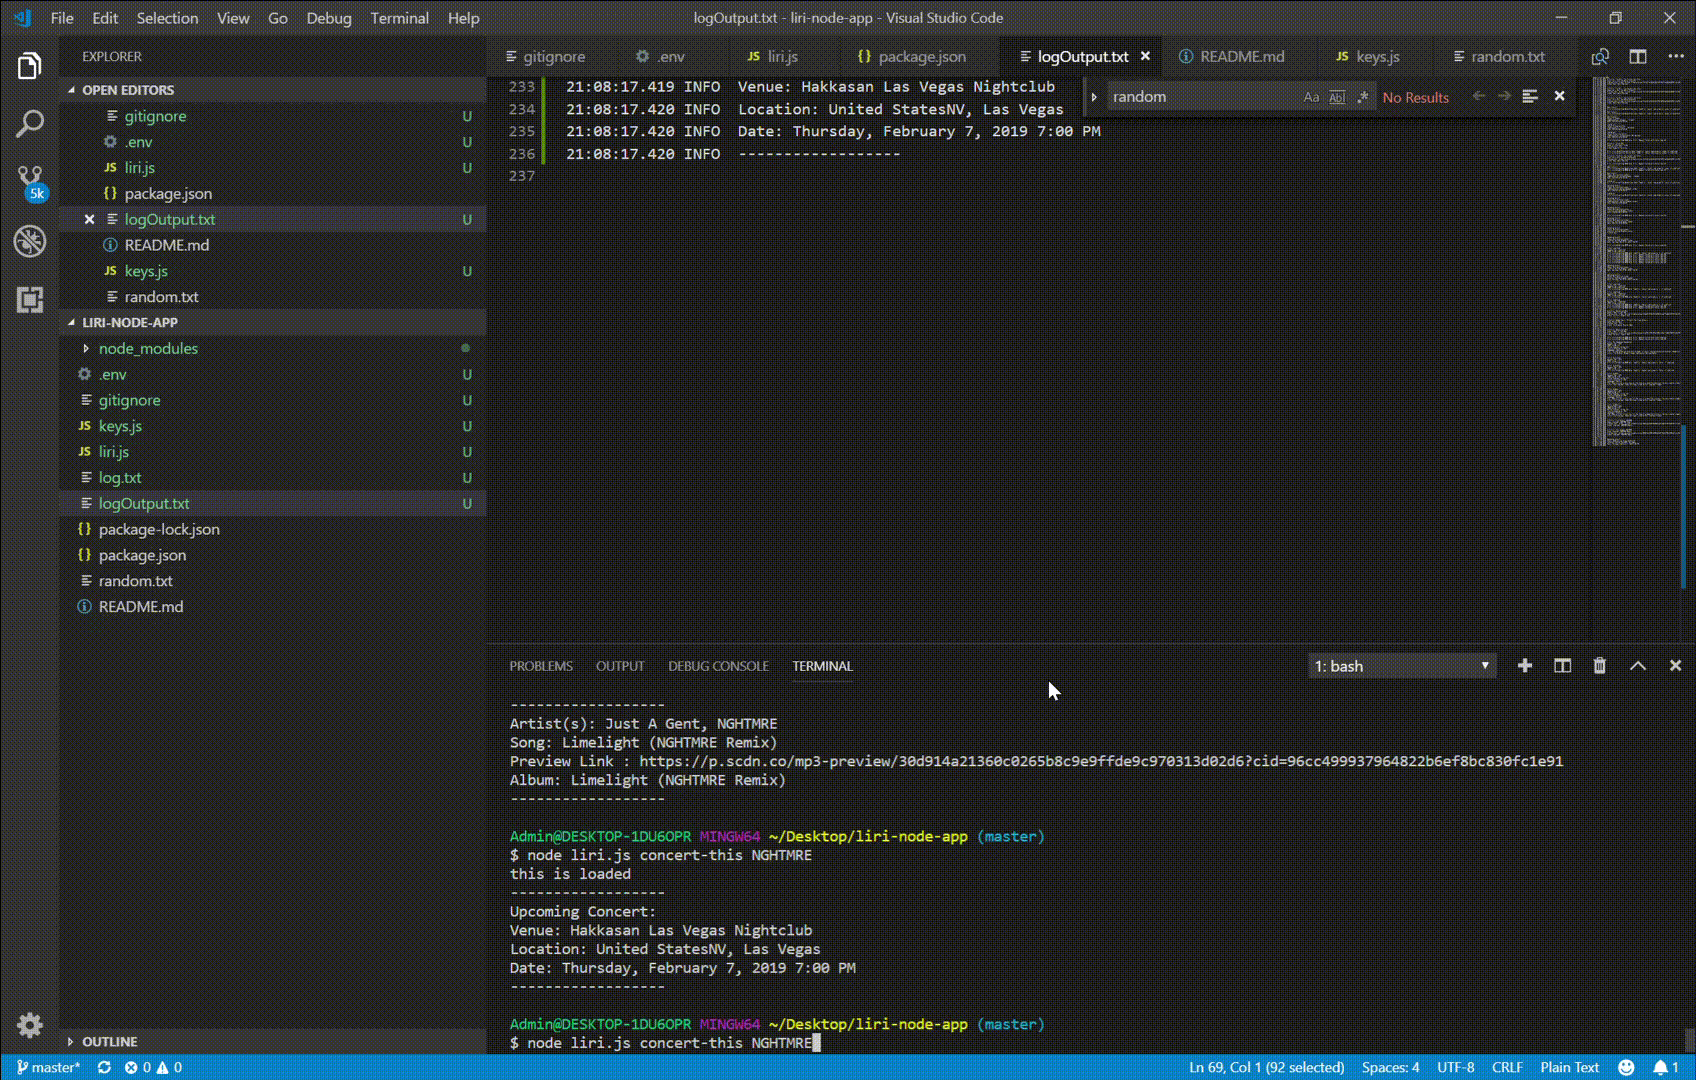 File Edit Selection View Go Debug Terminal Help
logOutput.txt - liri-node-app - Visual Studio Code
EXPLORER
OPEN EDITORS
gitignore U
.env U
JS liri.js U
{} package.json
logOutput.txt U
README.md
JS keys.js U
random.txt
LIRI-NODE-APP
node_modules
.env U
gitignore U
JS keys.js U
JS liri.js U
log.txt U
logOutput.txt U
{} package-lock.json
{} package.json
random.txt
README.md
OUTLINE
5k
gitignore .env JS liri.js {} package.json logOutput.txt README.md JS keys.js random.txt
random Aa Abl .* No Results
233 21:08:17.419 INFO Venue: Hakkasan Las Vegas Nightclub
234 21:08:17.420 INFO Location: United StatesNV, Las Vegas
235 21:08:17.420 INFO Date: Thursday, February 7, 2019 7:00 PM
236 21:08:17.420 INFO ------------------
237
PROBLEMS OUTPUT DEBUG CONSOLE TERMINAL
1: bash
------------------
Artist(s): Just A Gent, NGHTMRE
Song: Limelight (NGHTMRE Remix)
Preview Link : https://p.scdn.co/mp3-preview/30d914a21360c0265b8c9e9ffde9c970313d02d6?cid=96cc499937964822b6ef8bc830fc1e91
Album: Limelight (NGHTMRE Remix)
------------------
Admin@DESKTOP-1DU6OPR MINGW64 ~/Desktop/liri-node-app (master)
$ node liri.js concert-this NGHTMRE
this is loaded
------------------
Upcoming Concert:
Venue: Hakkasan Las Vegas Nightclub
Location: United StatesNV, Las Vegas
Date: Thursday, February 7, 2019 7:00 PM
------------------
Admin@DESKTOP-1DU6OPR MINGW64 ~/Desktop/liri-node-app (master)
$ node liri.js concert-this NGHTMRE
master* 0 0
Ln 69, Col 1 (92 selected) Spaces: 4 UTF-8 CRLF Plain Text 1